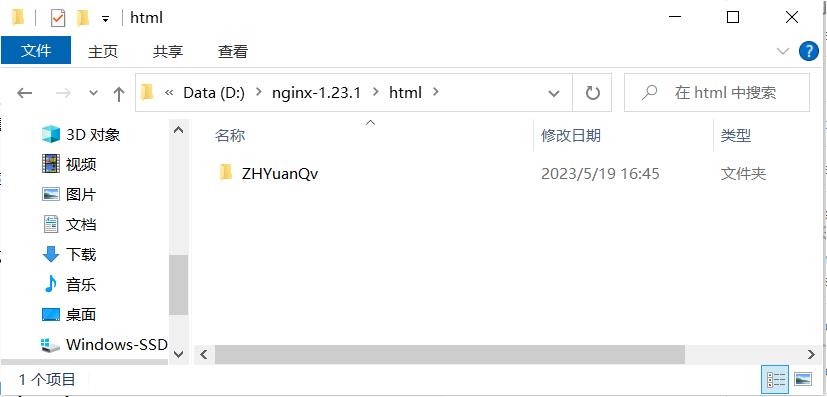 html
文件 主页 共享 查看
« Data (D:) > nginx-1.23.1 > html > 在 html 中搜索
名称 修改日期 类型
ZHYuanQv 2023/5/19 16:45 文件夹
3D 对象
视频
图片
文档
下载
音乐
桌面
Windows-SSD
1 个项目